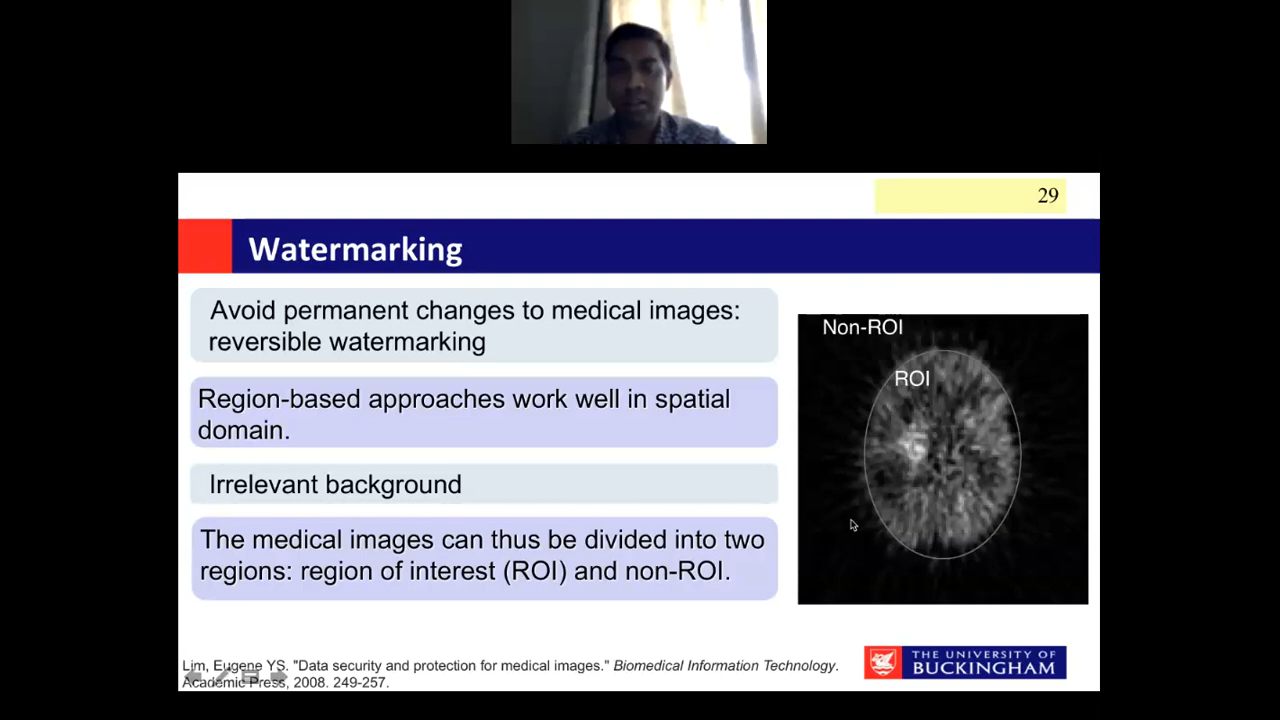 29
Watermarking
Avoid permanent changes to medical images:
reversible watermarking
Region-based approaches work well in spatial
domain.
Irrelevant background
The medical images can thus be divided into two
regions: region of interest (ROI) and non-ROI.
Non-ROI
ROI
Lim, Eugene YS. "Data security and protection for medical images." Biomedical Information Technology.
Academic Press, 2008. 249-257.
THE UNIVERSITY OF
BUCKINGHAM